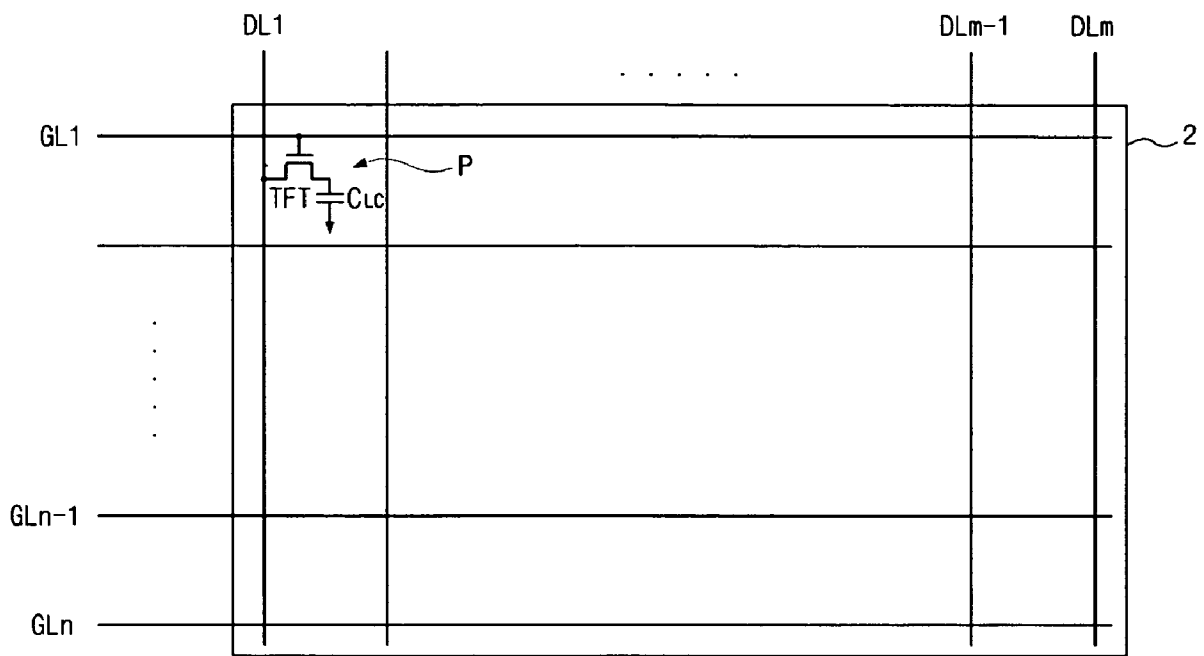 DL1
DLm-1
DLm
. . . . .
GL1
2
P
TFT
CLC
. . . . .
GLn-1
GLn